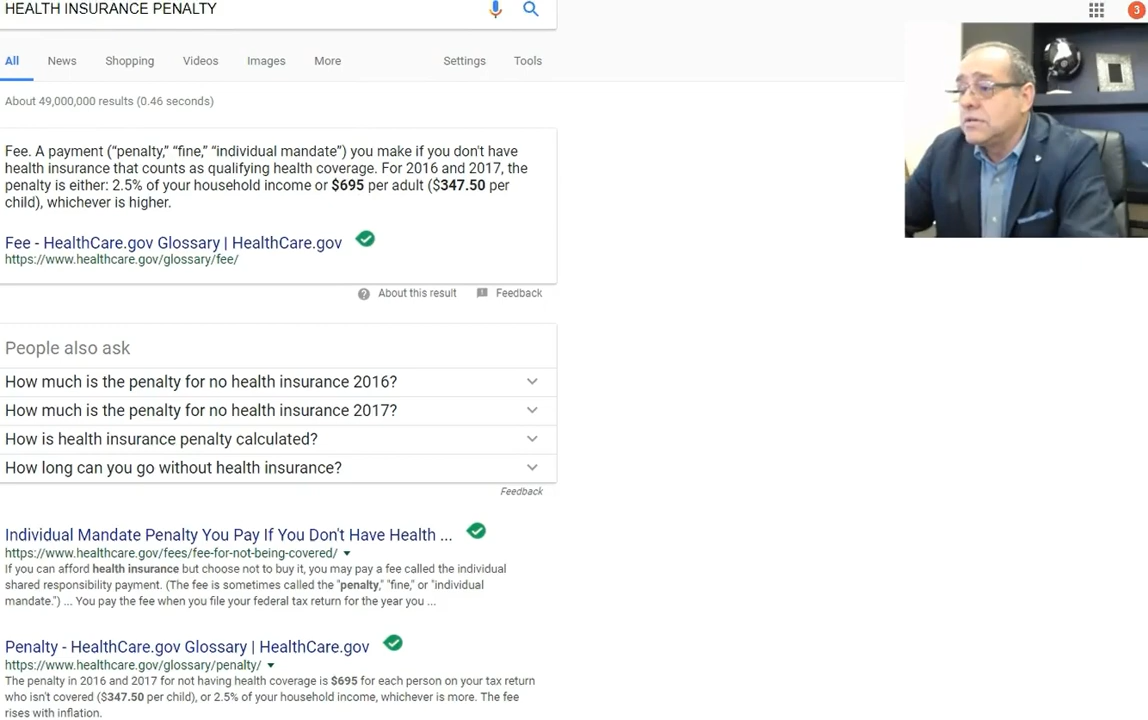 HEALTH INSURANCE PENALTY
3
All News Shopping Videos Images More Settings Tools
About 49,000,000 results (0.46 seconds)
Fee. A payment (“penalty,” “fine,” “individual mandate”) you make if you don't have
health insurance that counts as qualifying health coverage. For 2016 and 2017, the
penalty is either: 2.5% of your household income or $695 per adult ($347.50 per
child), whichever is higher.
Fee - HealthCare.gov Glossary | HealthCare.gov
https://www.healthcare.gov/glossary/fee/
About this result Feedback
People also ask
How much is the penalty for no health insurance 2016?
How much is the penalty for no health insurance 2017?
How is health insurance penalty calculated?
How long can you go without health insurance?
Feedback
Individual Mandate Penalty You Pay If You Don't Have Health ...
https://www.healthcare.gov/fees/fee-for-not-being-covered/
If you can afford health insurance but choose not to buy it, you may pay a fee called the individual
shared responsibility payment. (The fee is sometimes called the "penalty," "fine," or "individual
mandate.") ... You pay the fee when you file your federal tax return for the year you ...
Penalty - HealthCare.gov Glossary | HealthCare.gov
https://www.healthcare.gov/glossary/penalty/
The penalty in 2016 and 2017 for not having health coverage is $695 for each person on your tax return
who isn't covered ($347.50 per child), or 2.5% of your household income, whichever is more. The fee
rises with inflation.